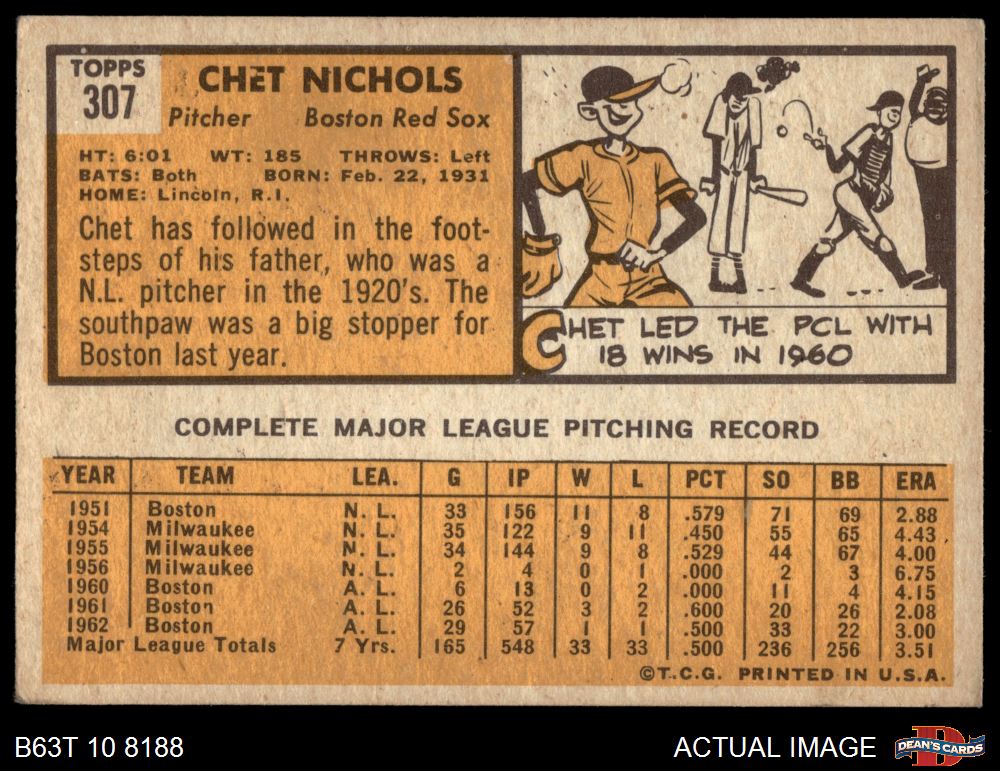 TOPPS
307
CHET NICHOLS
Pitcher Boston Red Sox
HT: 6:01 WT: 185 THROWS: Left
BATS: Both BORN: Feb. 22, 1931
HOME: Lincoln, R.I.
Chet has followed in the foot-
steps of his father, who was a
N.L. pitcher in the 1920's. The
southpaw was a big stopper for
Boston last year.
CHET LED THE PCL WITH
18 WINS IN 1960
COMPLETE MAJOR LEAGUE PITCHING RECORD
YEAR TEAM LEA. G IP W L PCT SO BB ERA
1951 Boston N. L. 33 156 11 8 .579 71 69 2.88
1954 Milwaukee N. L. 35 122 9 11 .450 55 65 4.43
1955 Milwaukee N. L. 34 144 9 8 .529 44 67 4.00
1956 Milwaukee N. L. 2 4 0 1 .000 2 3 6.75
1960 Boston A. L. 6 13 0 2 .000 11 4 4.15
1961 Boston A. L. 26 52 3 2 .600 20 26 2.08
1962 Boston A. L. 29 57 1 1 .500 33 22 3.00
Major League Totals 7 Yrs. 165 548 33 33 .500 236 256 3.51
©T.C.G. PRINTED IN U.S.A.
B63T 10 8188
ACTUAL IMAGE
D
DEAN'S CARDS